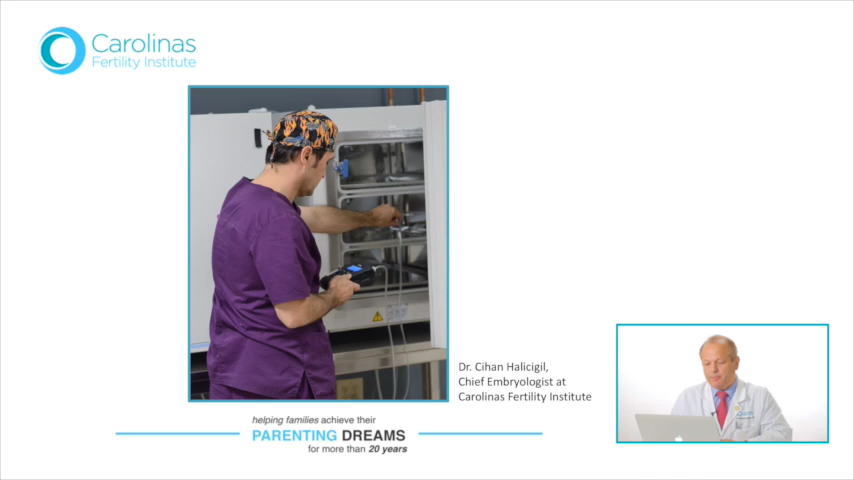 Carolinas
Fertility Institute
Dr. Cihan Halicigil,
Chief Embryologist at
Carolinas Fertility Institute
helping families achieve their
PARENTING DREAMS
for more than 20 years